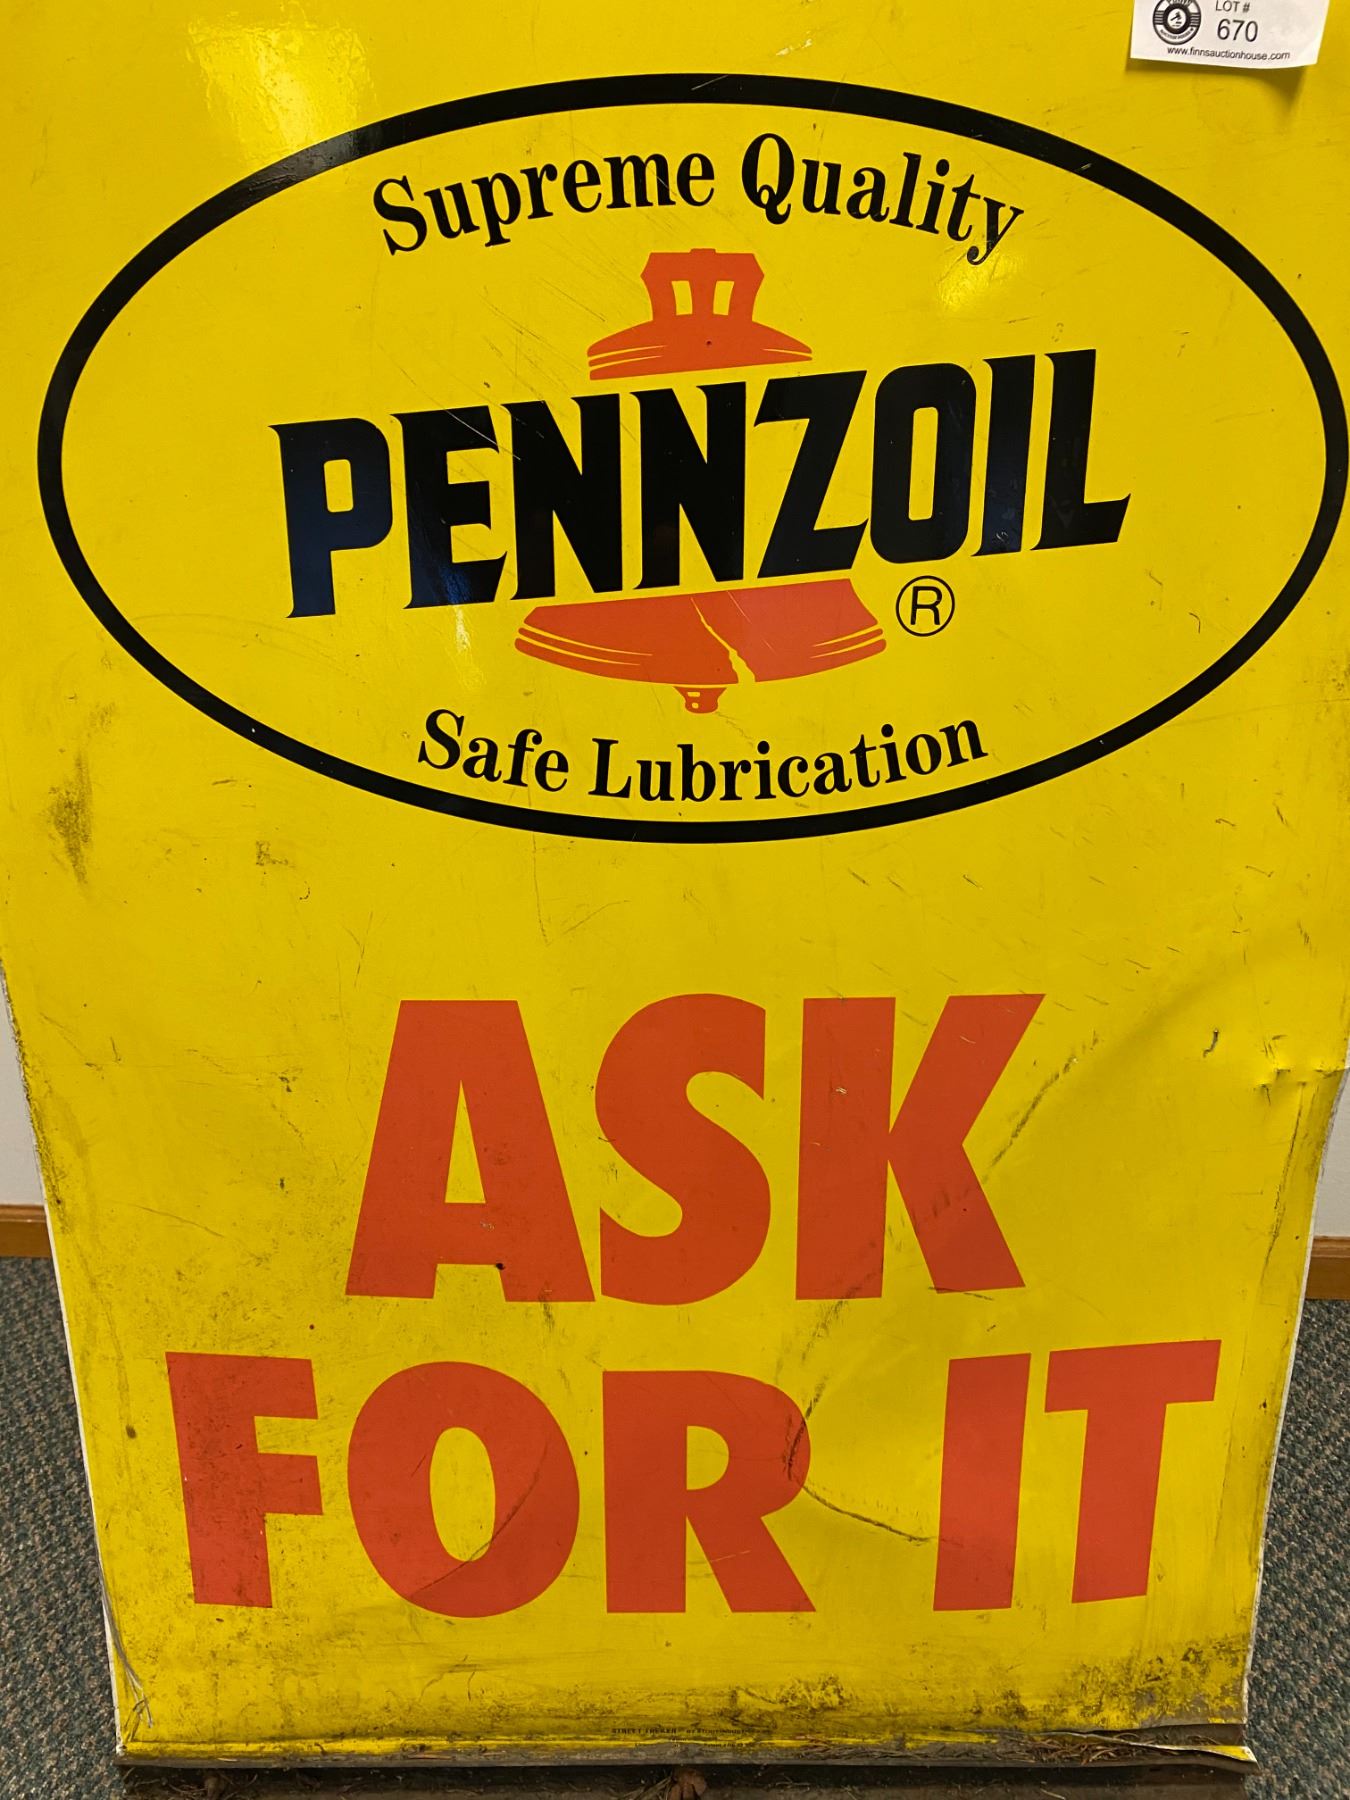 LOT #
670
www.finnsauctionhouse.com
Supreme Quality
PENNZOIL
®
Safe Lubrication
ASK
FOR IT